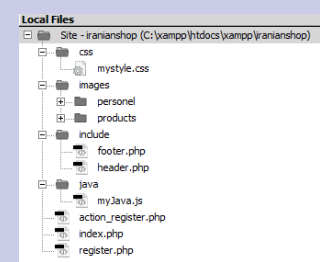 Local Files
Site - iranianshop (C:\xampp\htdocs\xampp\iranianshop)
css
mystyle.css
images
personel
products
include
footer.php
header.php
java
myJava.js
action_register.php
index.php
register.php